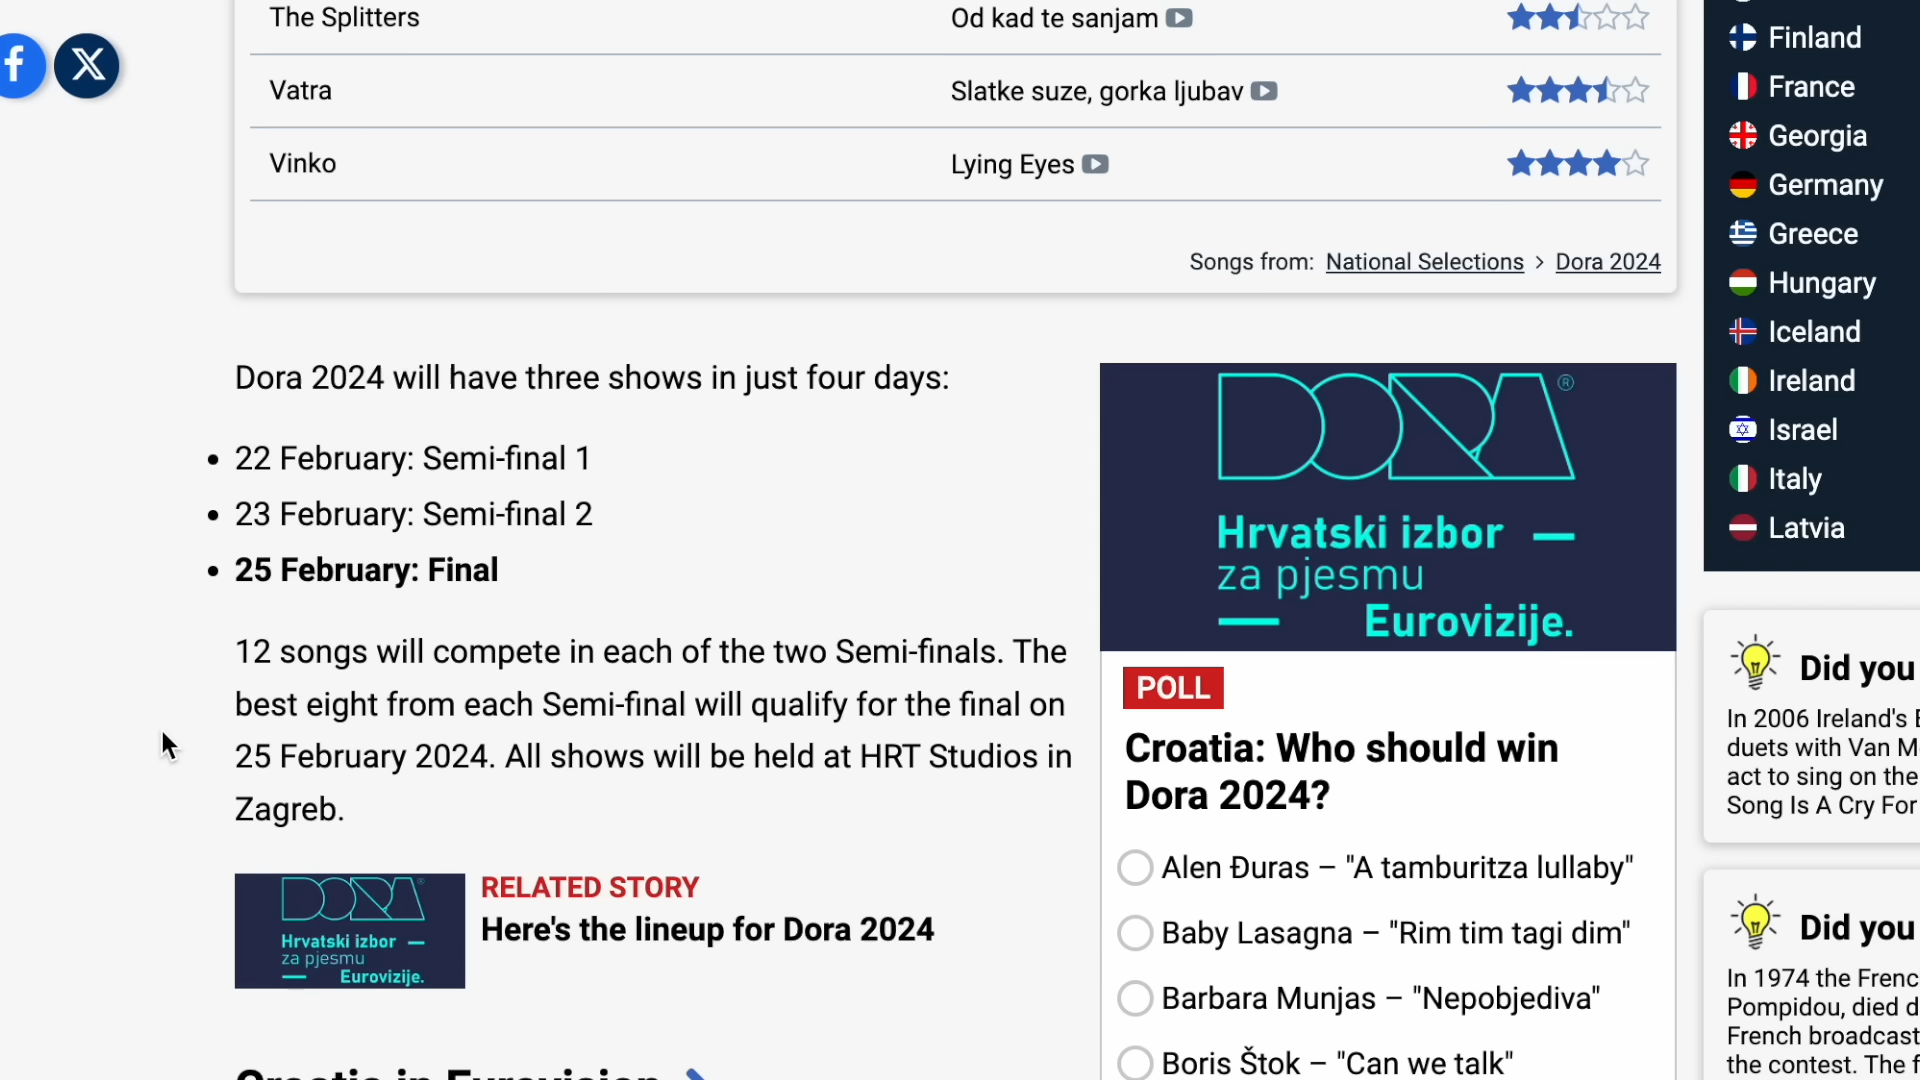 The Splitters
Od kad te sanjam
Vatra
Slatke suze, gorka ljubav
Vinko
Lying Eyes
Songs from: National Selections > Dora 2024
Dora 2024 will have three shows in just four days:
22 February: Semi-final 1
23 February: Semi-final 2
25 February: Final
12 songs will compete in each of the two Semi-finals. The
best eight from each Semi-final will qualify for the final on
25 February 2024. All shows will be held at HRT Studios in
Zagreb.
DORA®
Hrvatski izbor —
za pjesmu
— Eurovizije.
RELATED STORY
Here's the lineup for Dora 2024
DORA®
Hrvatski izbor —
za pjesmu
— Eurovizije.
POLL
Croatia: Who should win
Dora 2024?
Alen Đuras – "A tamburitza lullaby"
Baby Lasagna – "Rim tim tagi dim"
Barbara Munjas – "Nepobjediva"
Boris Štok – "Can we talk"
Finland
France
Georgia
Germany
Greece
Hungary
Iceland
Ireland
Israel
Italy
Latvia
Did you
In 2006 Ireland's
duets with Van
act to sing on the
Song Is A Cry For
Did you
In 1974 the
Pompidou, died
French broadcast
the contest. The